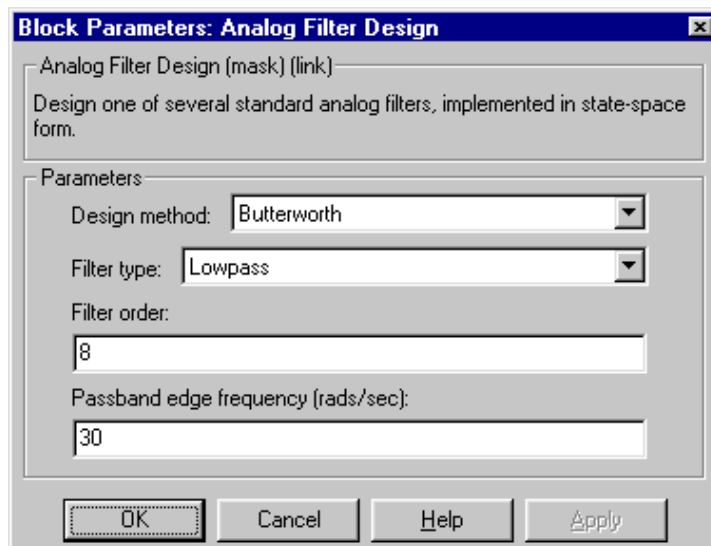 Block Parameters: Analog Filter Design
Analog Filter Design (mask) (link)
Design one of several standard analog filters, implemented in state-space
form.
Parameters
Design method: Butterworth
Filter type: Lowpass
Filter order:
8
Passband edge frequency (rads/sec):
30
OK Cancel Help Apply